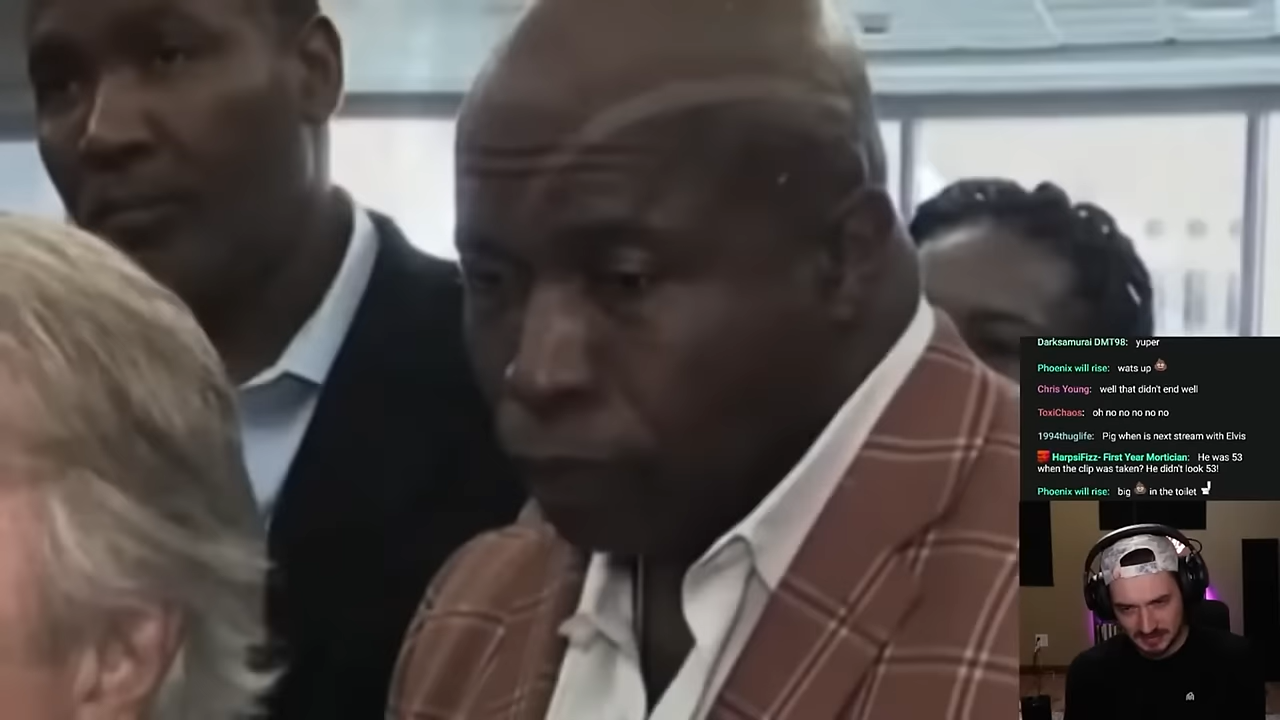 Darksamurai DMT98: yuper
Phoenix will rise: wats up 💩
Chris Young: well that didn't end well
ToxiChaos: oh no no no no no
1994thuglife: Pig when is next stream with Elvis
HarpsiFizz- First Year Mortician: He was 53
when the clip was taken? He didn't look 53!
Phoenix will rise: big 💩 in the toilet 🚽